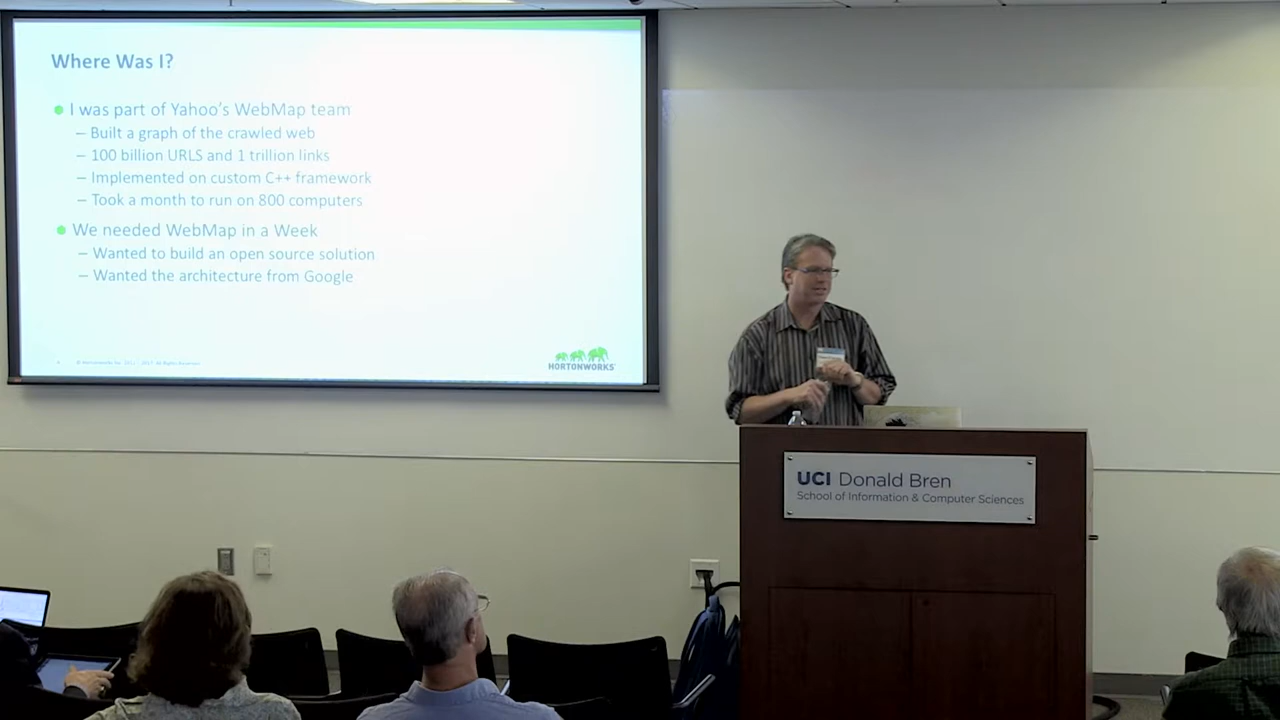 Where Was I?
I was part of Yahoo's WebMap team
– Built a graph of the crawled web
– 100 billion URLS and 1 trillion links
– Implemented on custom C++ framework
– Took a month to run on 800 computers
We needed WebMap in a Week
– Wanted to build an open source solution
– Wanted the architecture from Google
HORTONWORKS
UCI Donald Bren
School of Information & Computer Sciences